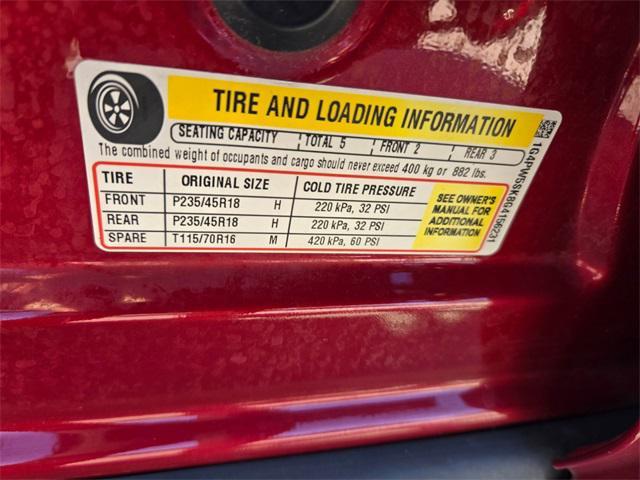 TIRE AND LOADING INFORMATION
SEATING CAPACITY TOTAL 5 FRONT 2 REAR 3
The combined weight of occupants and cargo should never exceed 400 kg or 882 lbs.
TIRE ORIGINAL SIZE COLD TIRE PRESSURE
FRONT P235/45R18 H 220 kPa, 32 PSI
REAR P235/45R18 H 220 kPa, 32 PSI
SPARE T115/70R16 M 420 kPa, 60 PSI
SEE OWNER'S
MANUAL FOR
ADDITIONAL
INFORMATION
1G4PW5SK8G4156231